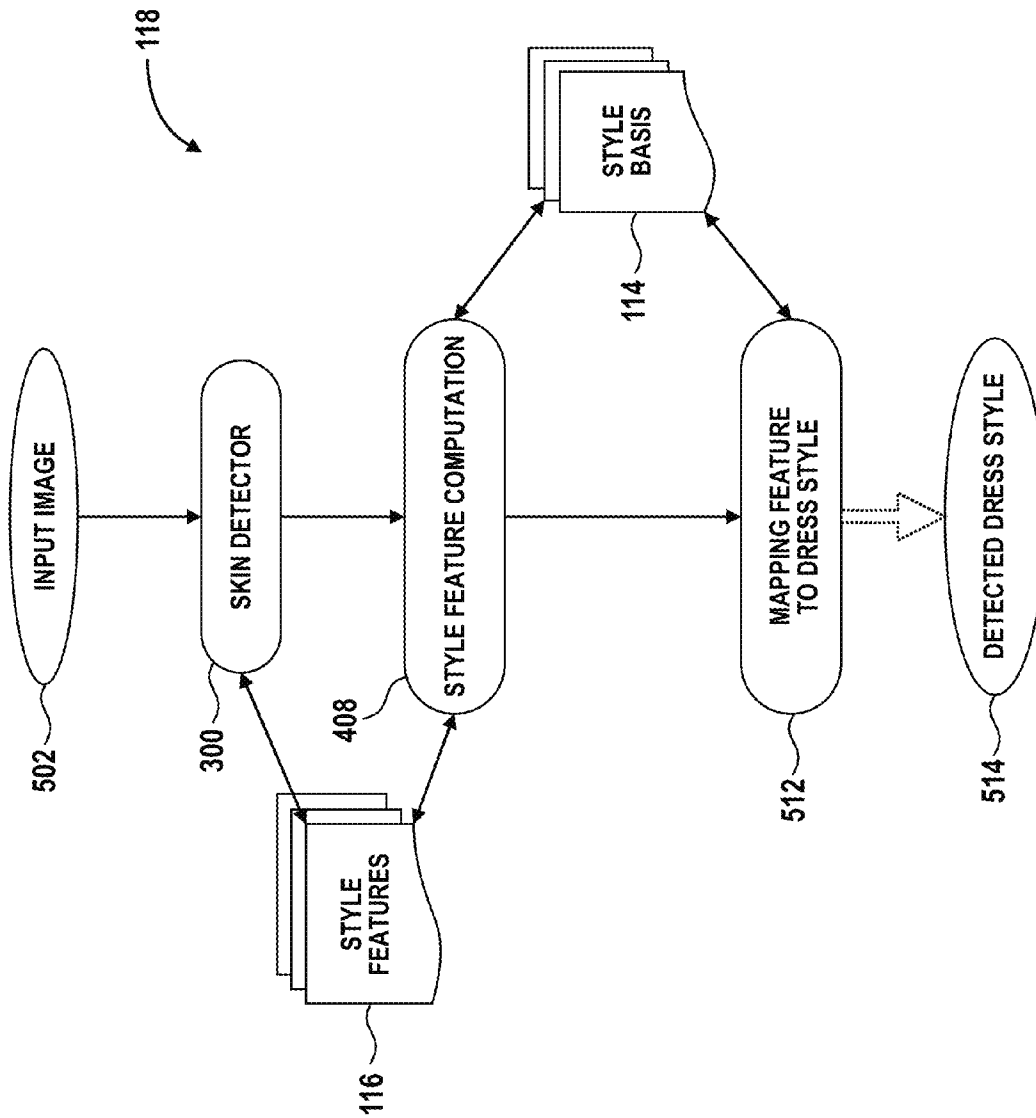 118
INPUT IMAGE
502
SKIN DETECTOR
300
STYLE
FEATURES
116
STYLE FEATURE COMPUTATION
408
STYLE
BASIS
114
MAPPING FEATURE
TO DRESS STYLE
512
DETECTED DRESS STYLE
514